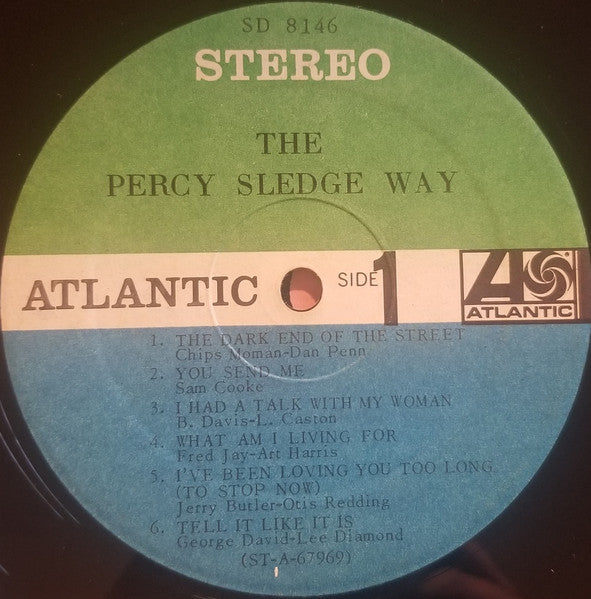 SD 8146
STEREO
THE
PERCY SLEDGE WAY
ATLANTIC SIDE 1 ATLANTIC
1. THE DARK END OF THE STREET
Chips Moman-Dan Penn
2. YOU SEND ME
Sam Cooke
3. I HAD A TALK WITH MY WOMAN
B. Davis-L. Caston
4. WHAT AM I LIVING FOR
Fred Jay-Art Harris
5. I'VE BEEN LOVING YOU TOO LONG
(TO STOP NOW)
Jerry Butler-Otis Redding
6. TELL IT LIKE IT IS
George David-Lee Diamond
(ST-A-67969)